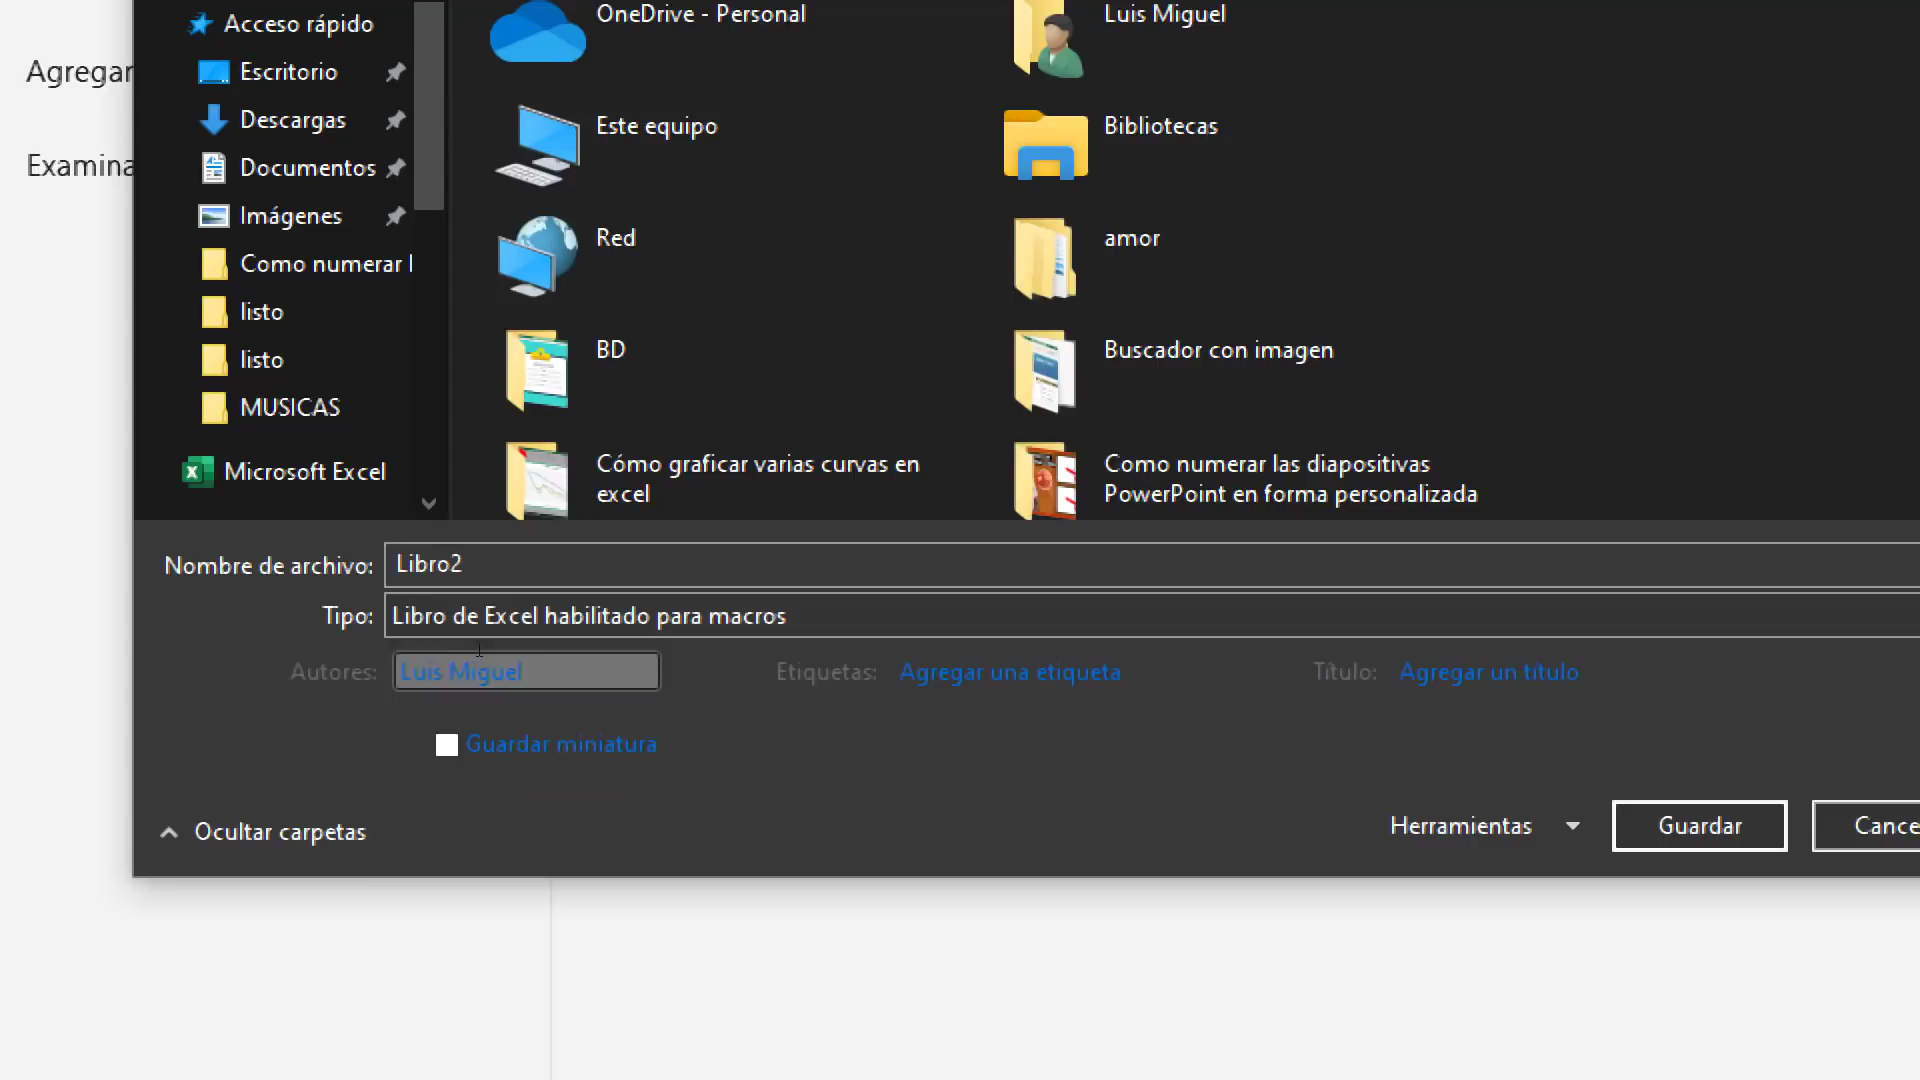 Agregar
Examina
Acceso rápido
Escritorio
Descargas
Documentos
Imágenes
Como numerar l
listo
listo
MUSICAS
Microsoft Excel
OneDrive - Personal
Luis Miguel
Este equipo
Bibliotecas
Red
amor
BD
Buscador con imagen
Cómo graficar varias curvas en
excel
Como numerar las diapositivas
PowerPoint en forma personalizada
Nombre de archivo: Libro2
Tipo: Libro de Excel habilitado para macros
Autores: Luis Miguel Etiquetas: Agregar una etiqueta Título: Agregar un título
Guardar miniatura
Ocultar carpetas Herramientas Guardar Cance